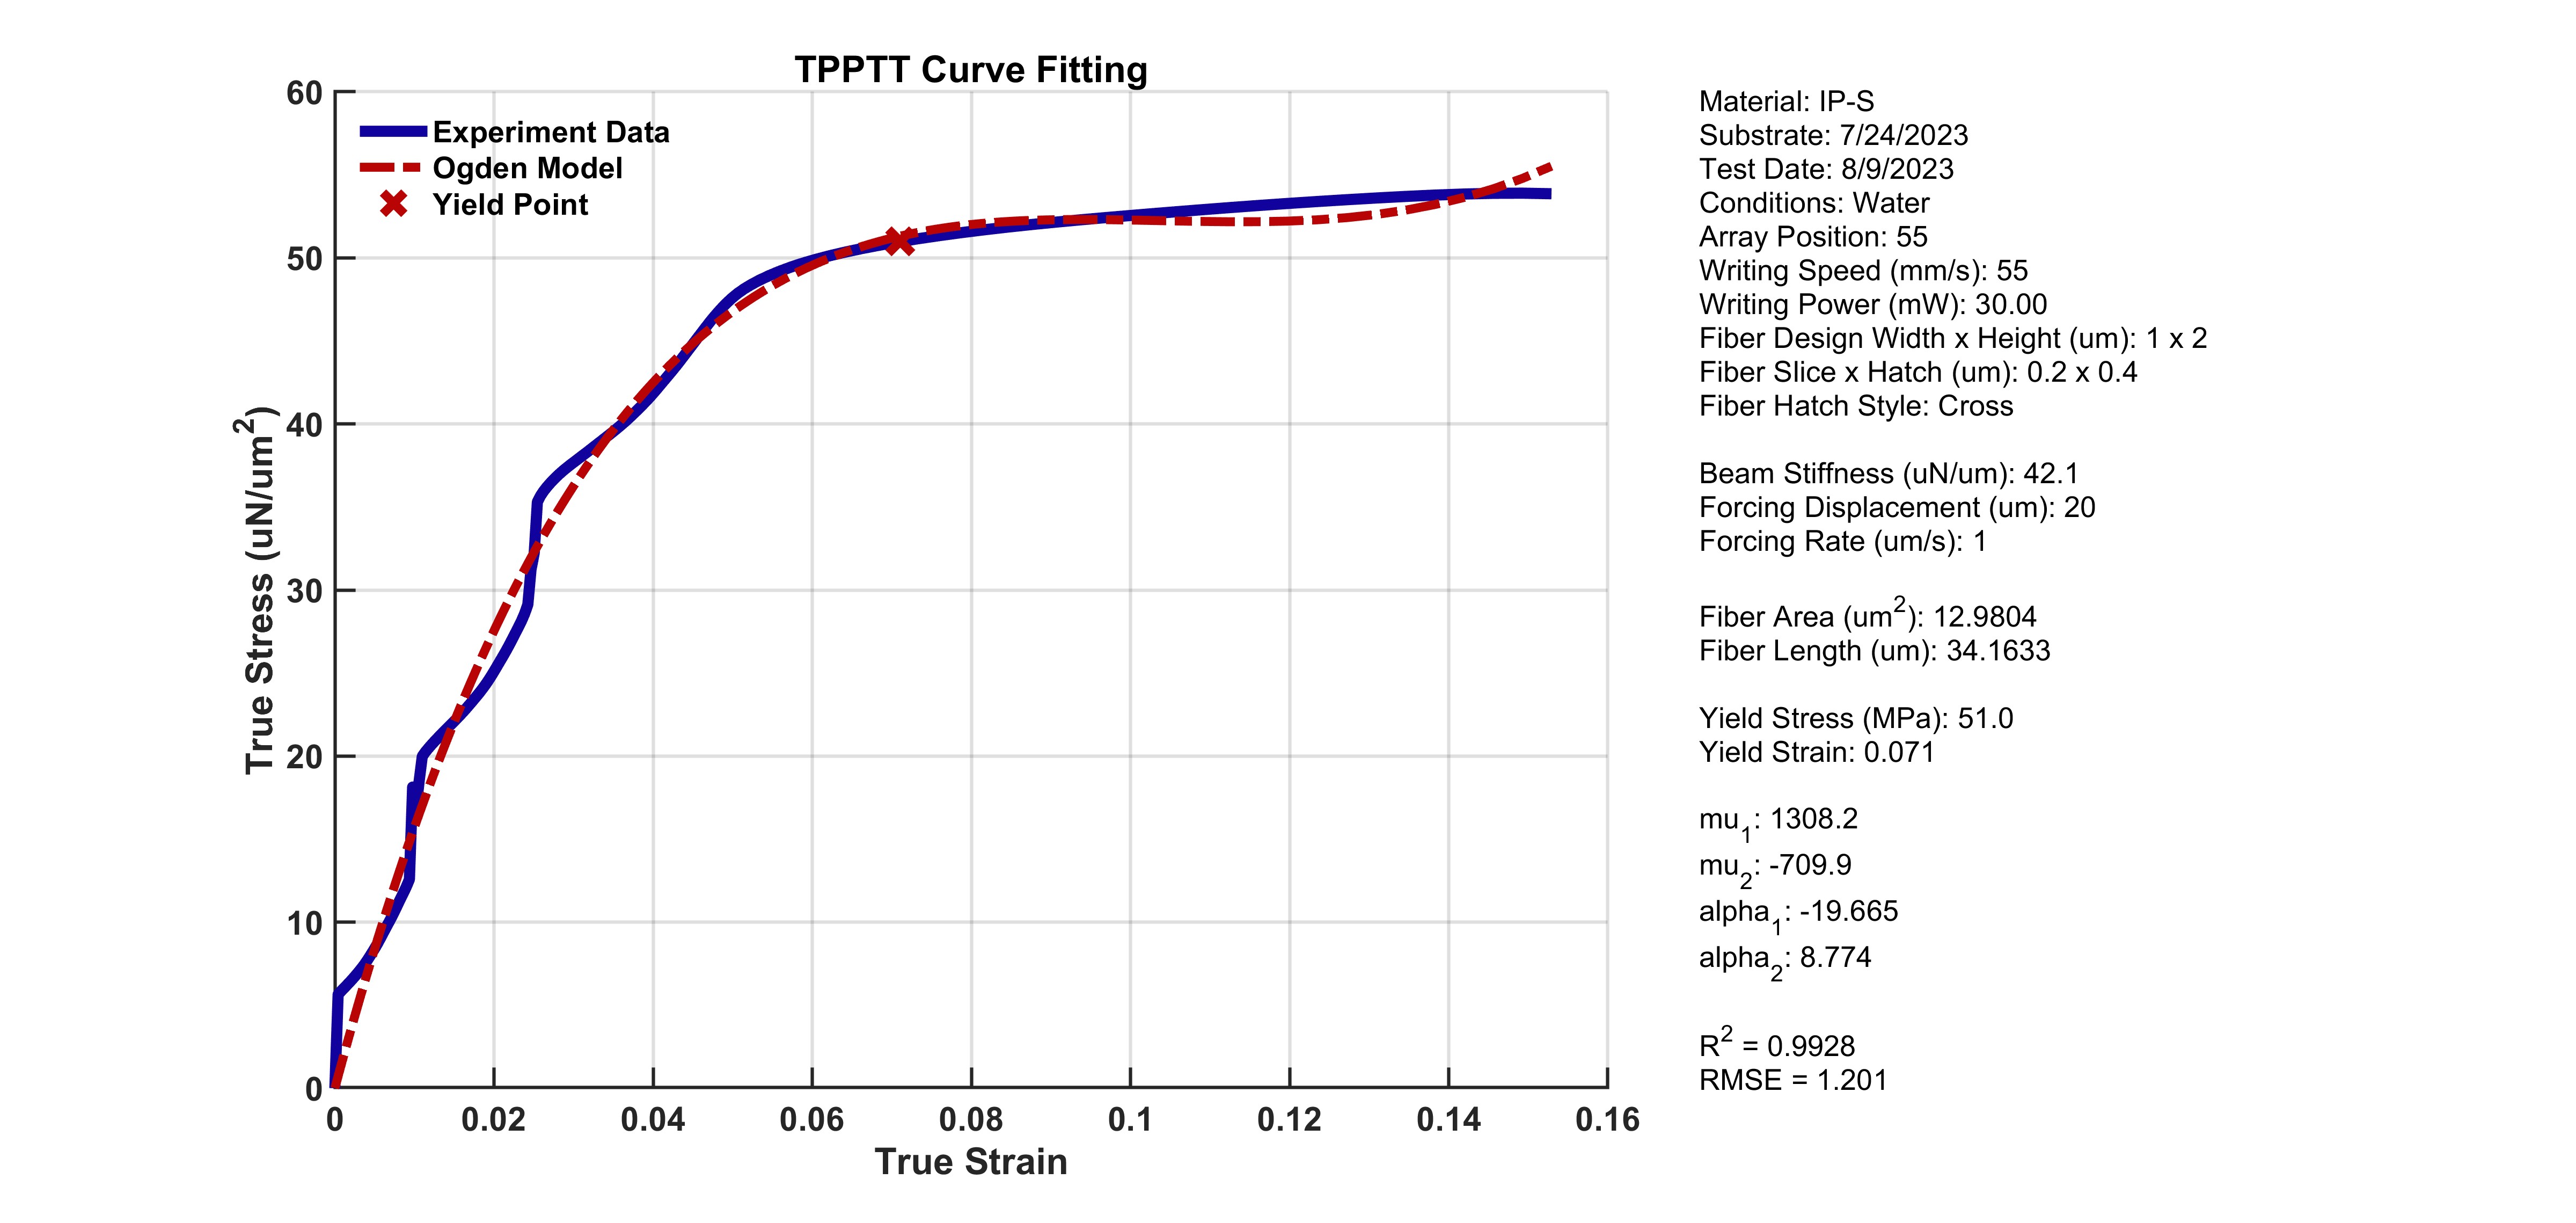 TPPTT Curve Fitting
60
50
40
30
20
10
0
True Stress (uN/um²)
Experiment Data
Ogden Model
Yield Point
0 0.02 0.04 0.06 0.08 0.1 0.12 0.14 0.16
True Strain
Material: IP-S
Substrate: 7/24/2023
Test Date: 8/9/2023
Conditions: Water
Array Position: 55
Writing Speed (mm/s): 55
Writing Power (mW): 30.00
Fiber Design Width x Height (um): 1 x 2
Fiber Slice x Hatch (um): 0.2 x 0.4
Fiber Hatch Style: Cross
Beam Stiffness (uN/um): 42.1
Forcing Displacement (um): 20
Forcing Rate (um/s): 1
Fiber Area (um²): 12.9804
Fiber Length (um): 34.1633
Yield Stress (MPa): 51.0
Yield Strain: 0.071
mu₁: 1308.2
mu₂: -709.9
alpha₁: -19.665
alpha₂: 8.774
R² = 0.9928
RMSE = 1.201